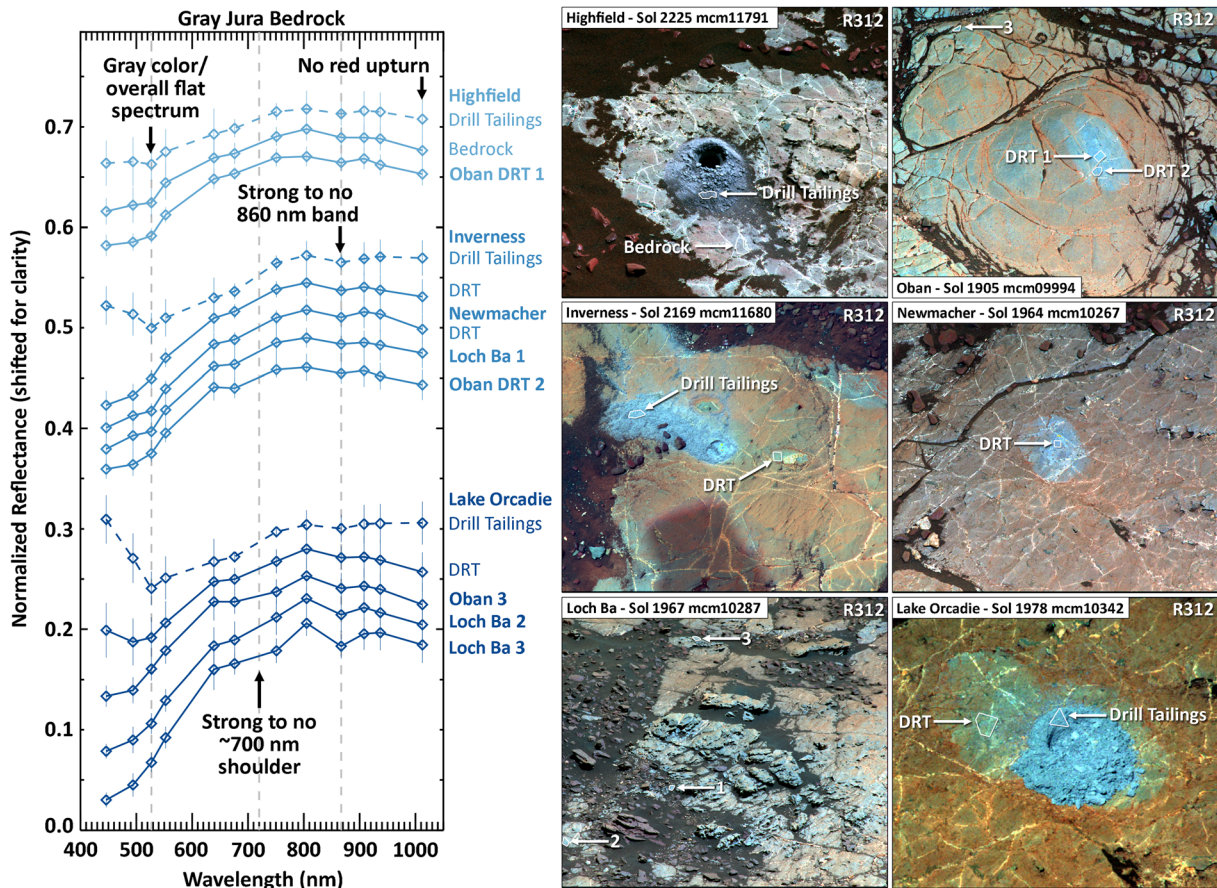 Gray Jura Bedrock
Normalized Reflectance (shifted for clarity)
0.7
0.6
0.5
0.4
0.3
0.2
0.1
0.0
400 500 600 700 800 900 1000
Wavelength (nm)
Gray color/
overall flat
spectrum
No red upturn
Strong to no
860 nm band
Strong to no
~700 nm
shoulder
Highfield
Drill Tailings
Bedrock
Oban DRT 1
Inverness
Drill Tailings
DRT
Newmacher
DRT
Loch Ba 1
Oban DRT 2
Lake Orcadie
Drill Tailings
DRT
Oban 3
Loch Ba 2
Loch Ba 3
Highfield - Sol 2225 mcm11791
R312
Drill Tailings
Bedrock
R312
3
DRT 1
DRT 2
Oban - Sol 1905 mcm09994
Inverness - Sol 2169 mcm11680
R312
Drill Tailings
DRT
Newmacher - Sol 1964 mcm10267
R312
DRT
Loch Ba - Sol 1967 mcm10287
R312
3
1
2
Lake Orcadie - Sol 1978 mcm10342
R312
DRT
Drill Tailings